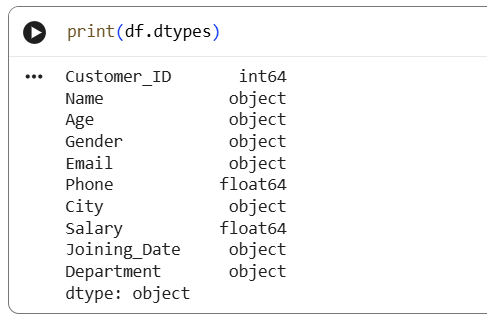 print(df.dtypes)
Customer_ID int64
Name object
Age object
Gender object
Email object
Phone float64
City object
Salary float64
Joining_Date object
Department object
dtype: object